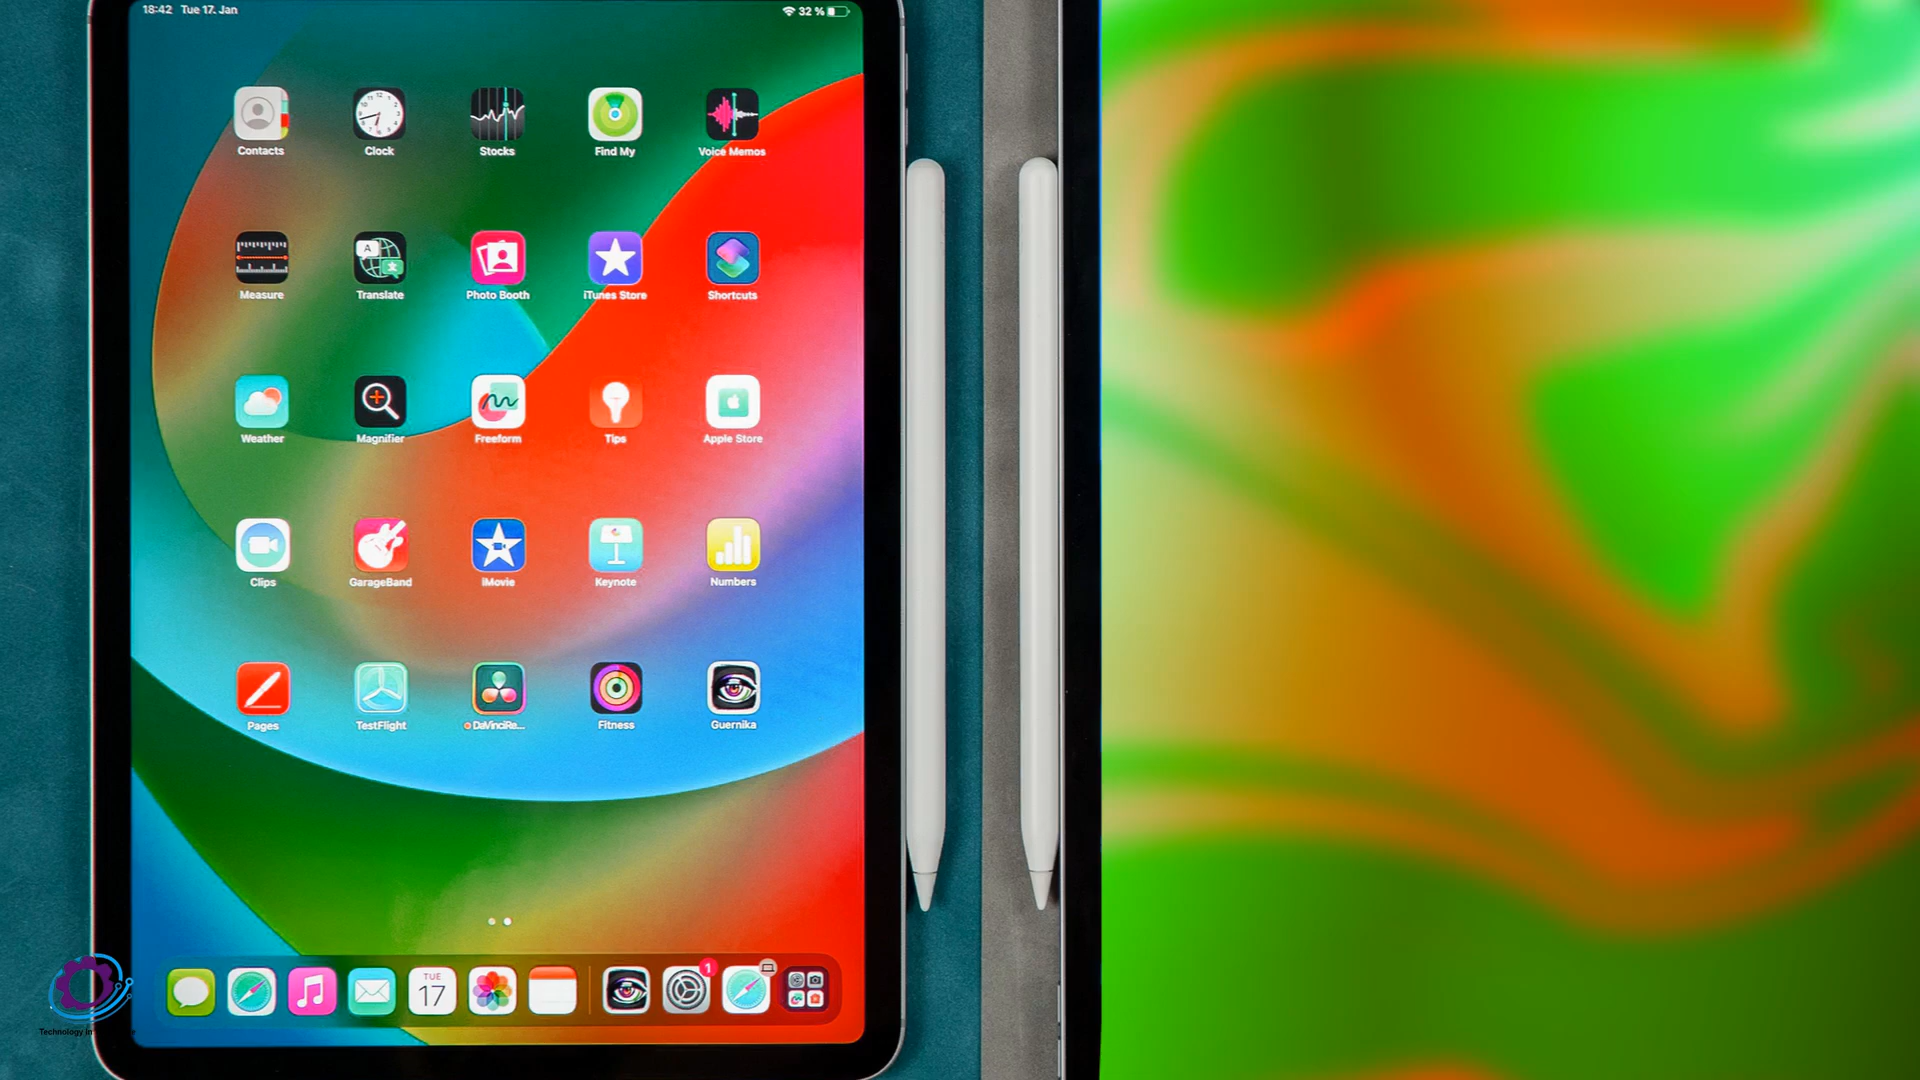 18:42 Tue 17. Jan
32 %
Contacts Clock Stocks Find My Voice Memos
Measure Translate Photo Booth iTunes Store Shortcuts
A
Weather Magnifier Freeform Tips Apple Store
Clips GarageBand iMovie Keynote Numbers
Pages TestFlight DaVinciRe... Fitness Guernika
TUE
17
1
Technology in